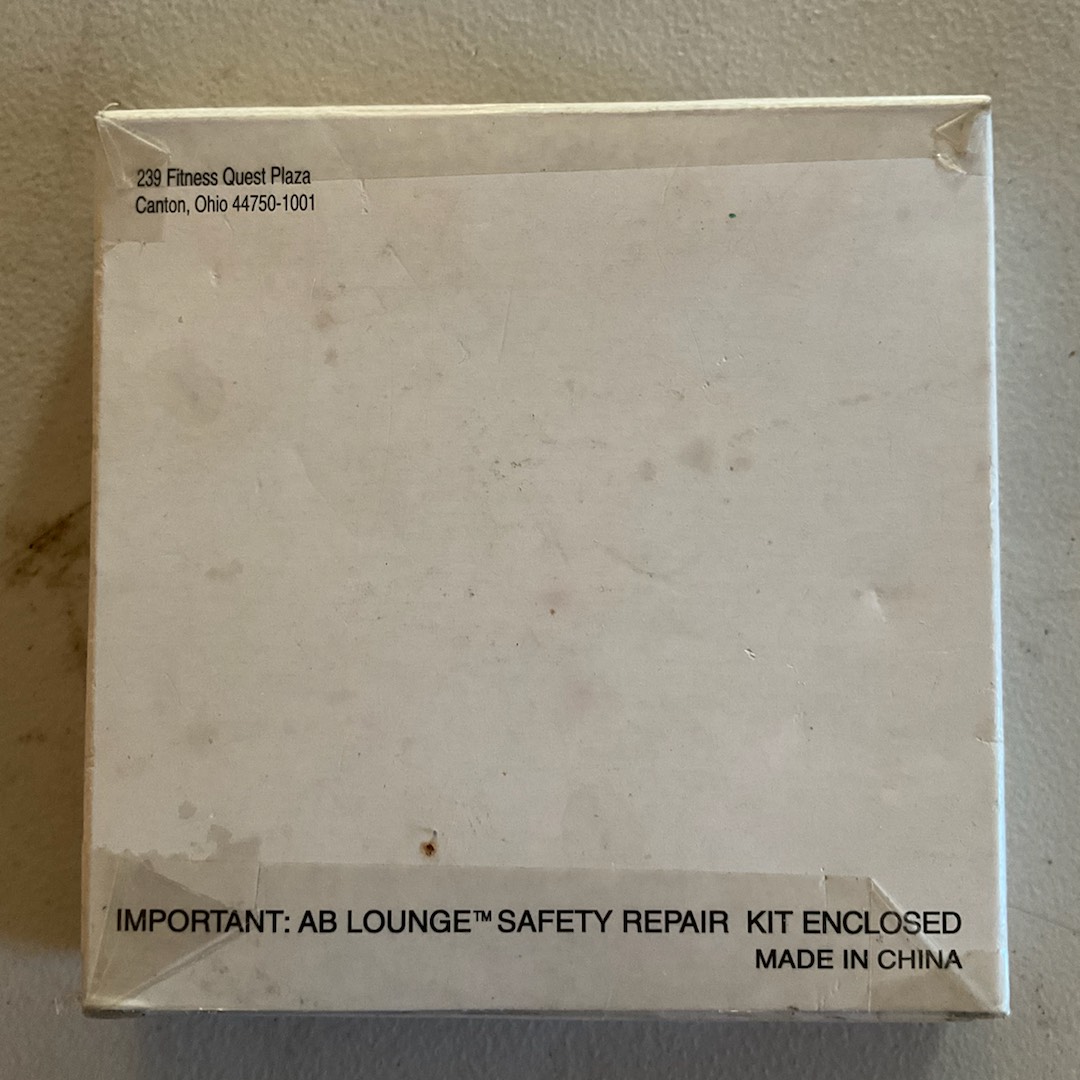 239 Fitness Quest Plaza
Canton, Ohio 44750-1001
IMPORTANT: AB LOUNGE™ SAFETY REPAIR KIT ENCLOSED
MADE IN CHINA